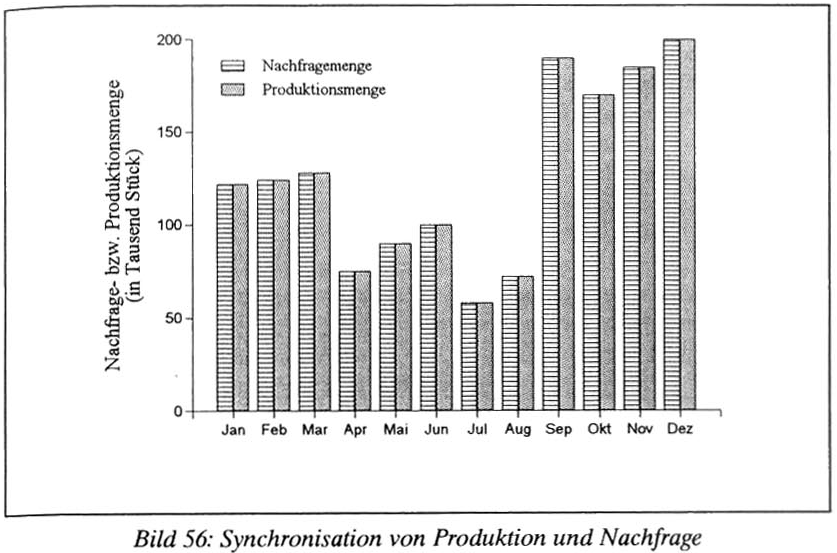 Nachfrage- bzw. Produktionsmenge
(in Tausend Stück)
200
150
100
50
0
Nachfragemenge
Produktionsmenge
Jan Feb Mar Apr Mai Jun Jul Aug Sep Okt Nov Dez
Bild 56: Synchronisation von Produktion und Nachfrage